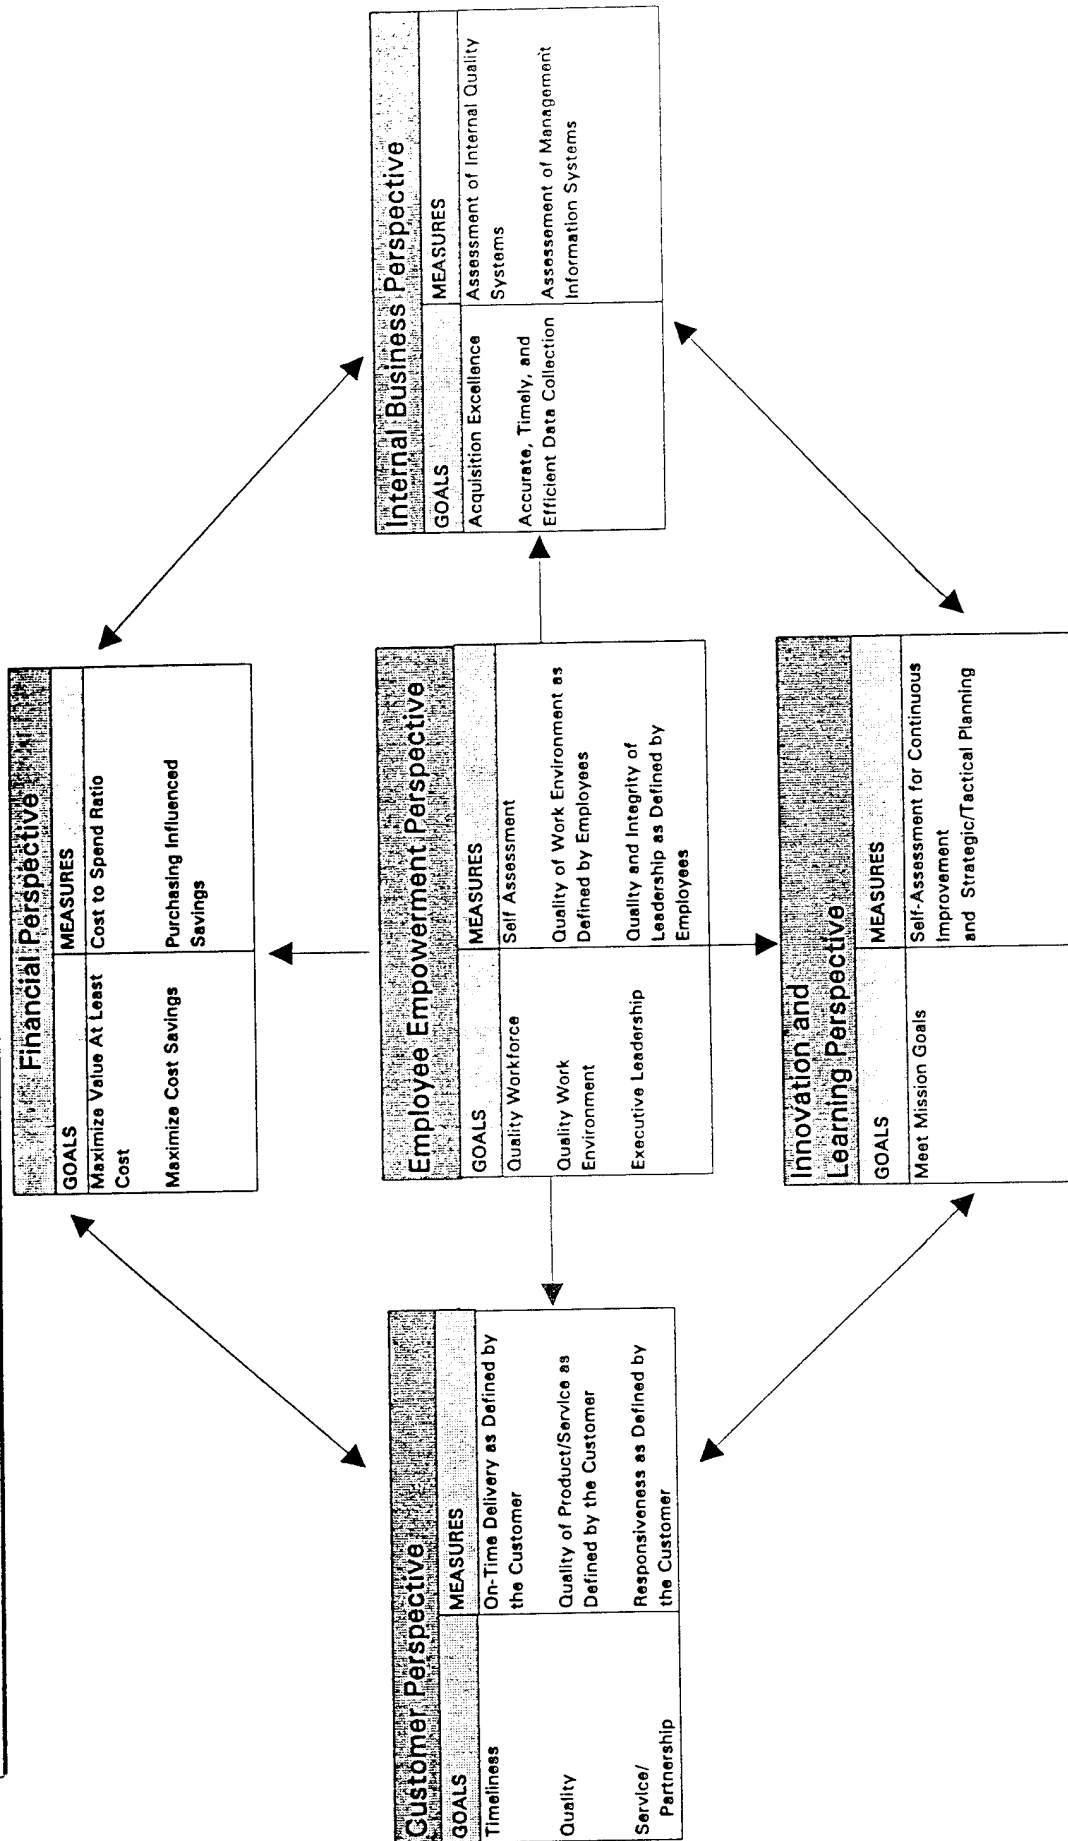 Financial Perspective
GOALS
MEASURES
Maximize Value At Least
Cost
Cost to Spend Ratio
Maximize Cost Savings
Purchasing Influenced
Savings
Customer Perspective
GOALS
MEASURES
Timeliness
On-Time Delivery as Defined by
the Customer
Quality
Quality of Product/Service as
Defined by the Customer
Service/
Partnership
Responsiveness as Defined by
the Customer
Employee Empowerment Perspective
GOALS
MEASURES
Quality Workforce
Self Assessment
Quality Work
Environment
Quality of Work Environment as
Defined by Employees
Executive Leadership
Quality and Integrity of
Leadership as Defined by
Employees
Internal Business Perspective
GOALS
MEASURES
Acquisition Excellence
Assessment of Internal Quality
Systems
Accurate, Timely, and
Efficient Data Collection
Assessement of Management
Information Systems
Innovation and
Learning Perspective
GOALS
MEASURES
Meet Mission Goals
Self-Assessment for Continuous
Improvement
and Strategic/Tactical Planning